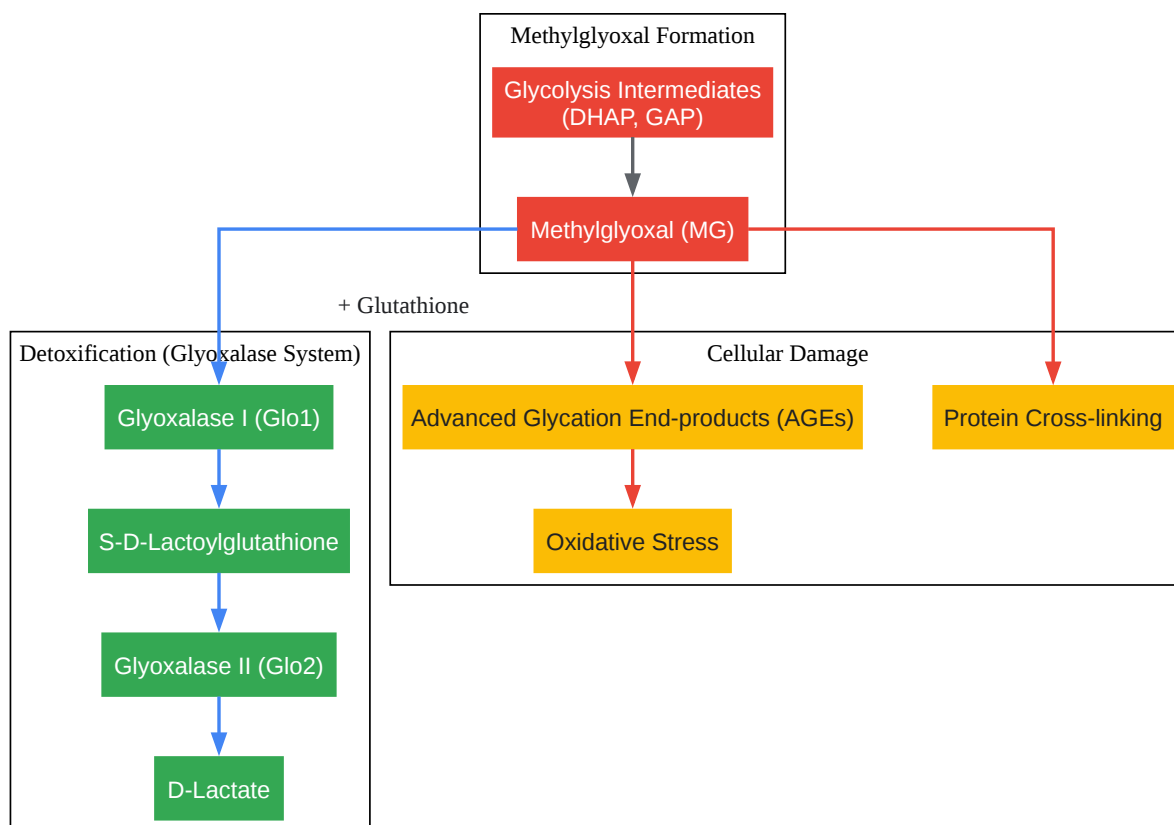 Methylglyoxal Formation
Glycolysis Intermediates
(DHAP, GAP)
Methylglyoxal (MG)
+ Glutathione
Detoxification (Glyoxalase System)
Glyoxalase I (Glo1)
S-D-Lactoylglutathione
Glyoxalase II (Glo2)
D-Lactate
Cellular Damage
Advanced Glycation End-products (AGEs)
Protein Cross-linking
Oxidative Stress